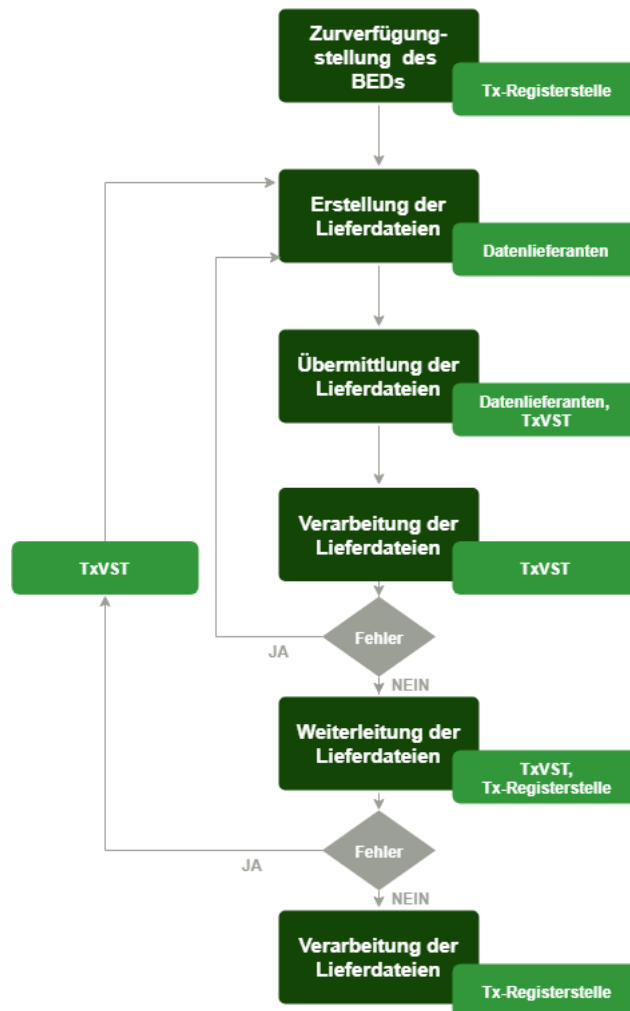 Zurverfügung-
stellung des
BEDs
Tx-Registerstelle
Erstellung der
Lieferdateien
Datenlieferanten
Übermittlung der
Lieferdateien
Datenlieferanten,
TxVST
Verarbeitung der
Lieferdateien
TxVST
TxVST
Fehler
JA
NEIN
Weiterleitung der
Lieferdateien
TxVST,
Tx-Registerstelle
Fehler
JA
NEIN
Verarbeitung der
Lieferdateien
Tx-Registerstelle